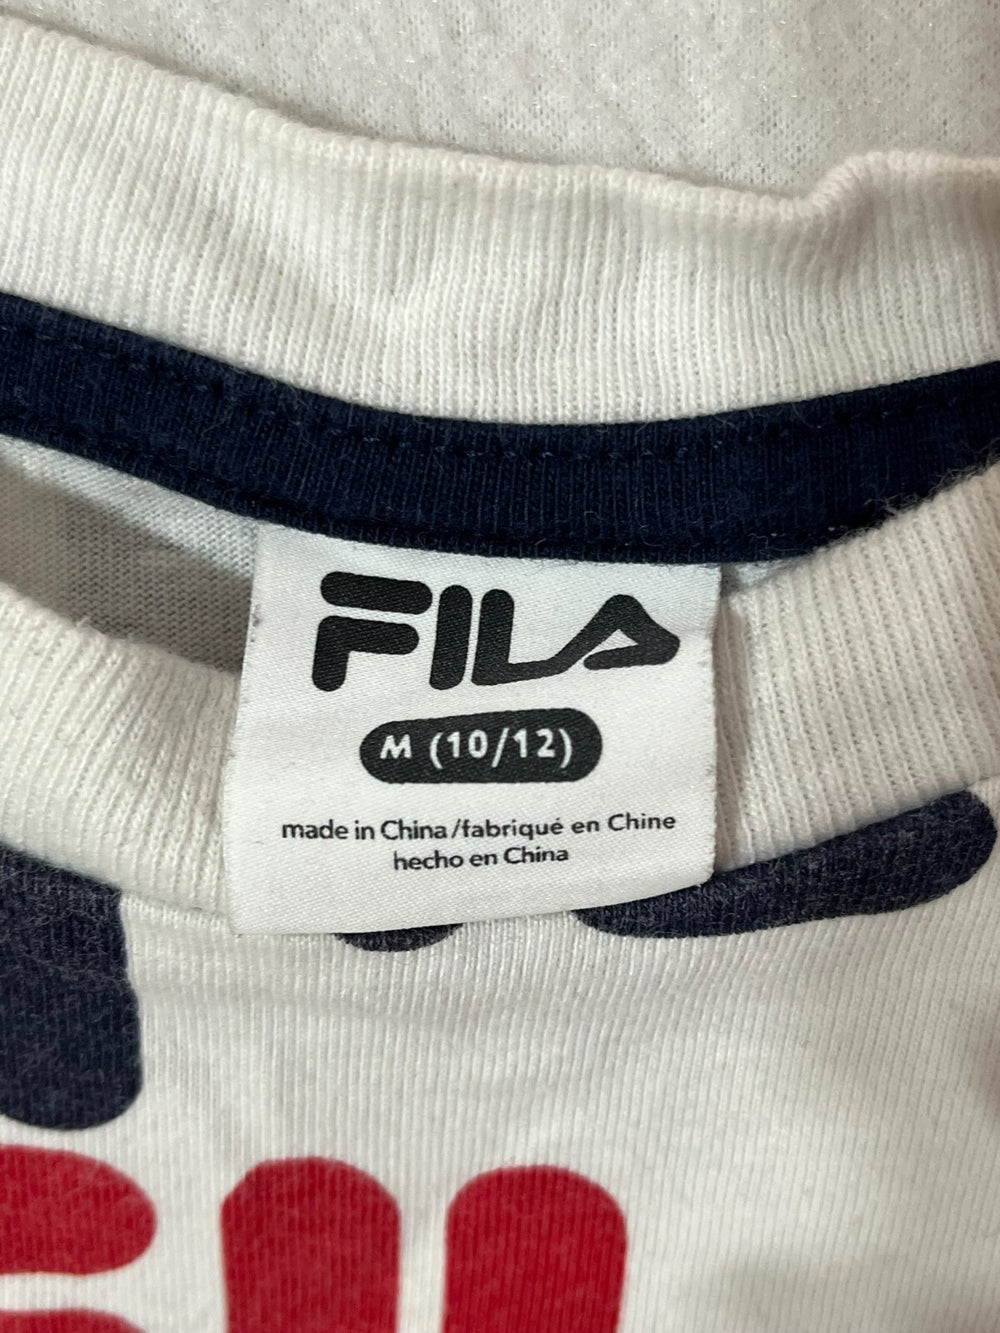 FILA
M (10/12)
made in China/fabriqué en Chine
hecho en China